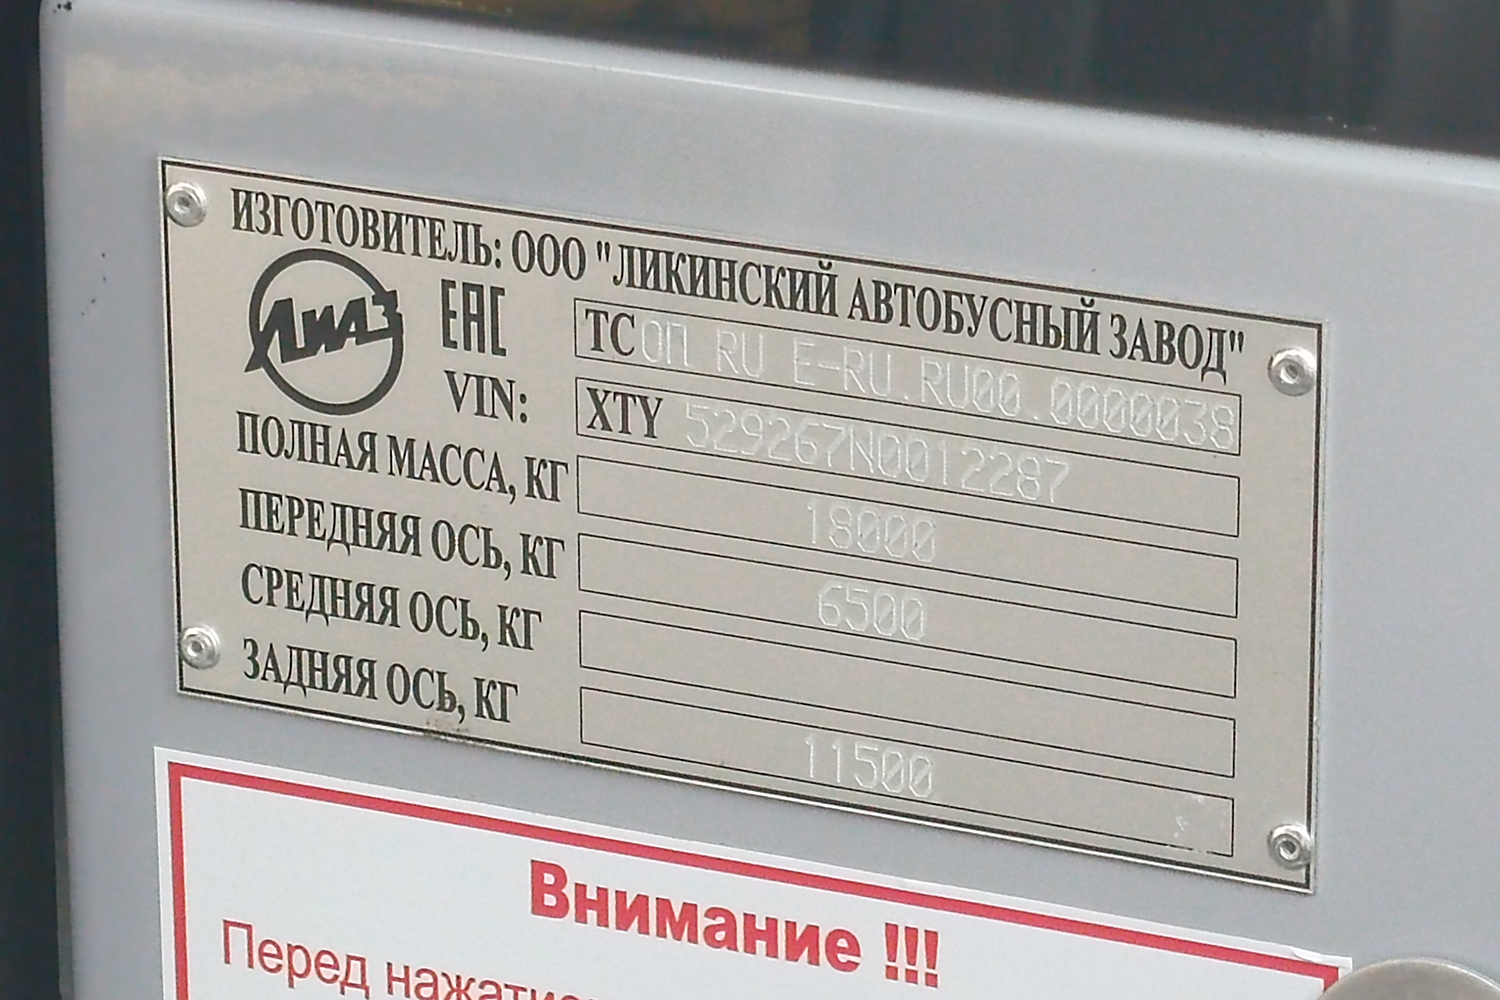 ИЗГОТОВИТЕЛЬ: ООО "ЛИКИНСКИЙ АВТОБУСНЫЙ ЗАВОД"
ЛИАЗ EAC ТС ОП RU E-RU.RU00.0000038
VIN: XTY 529267N0012287
ПОЛНАЯ МАССА, КГ 18000
ПЕРЕДНЯЯ ОСЬ, КГ 6500
СРЕДНЯЯ ОСЬ, КГ
ЗАДНЯЯ ОСЬ, КГ 11500
Внимание !!!
Перед